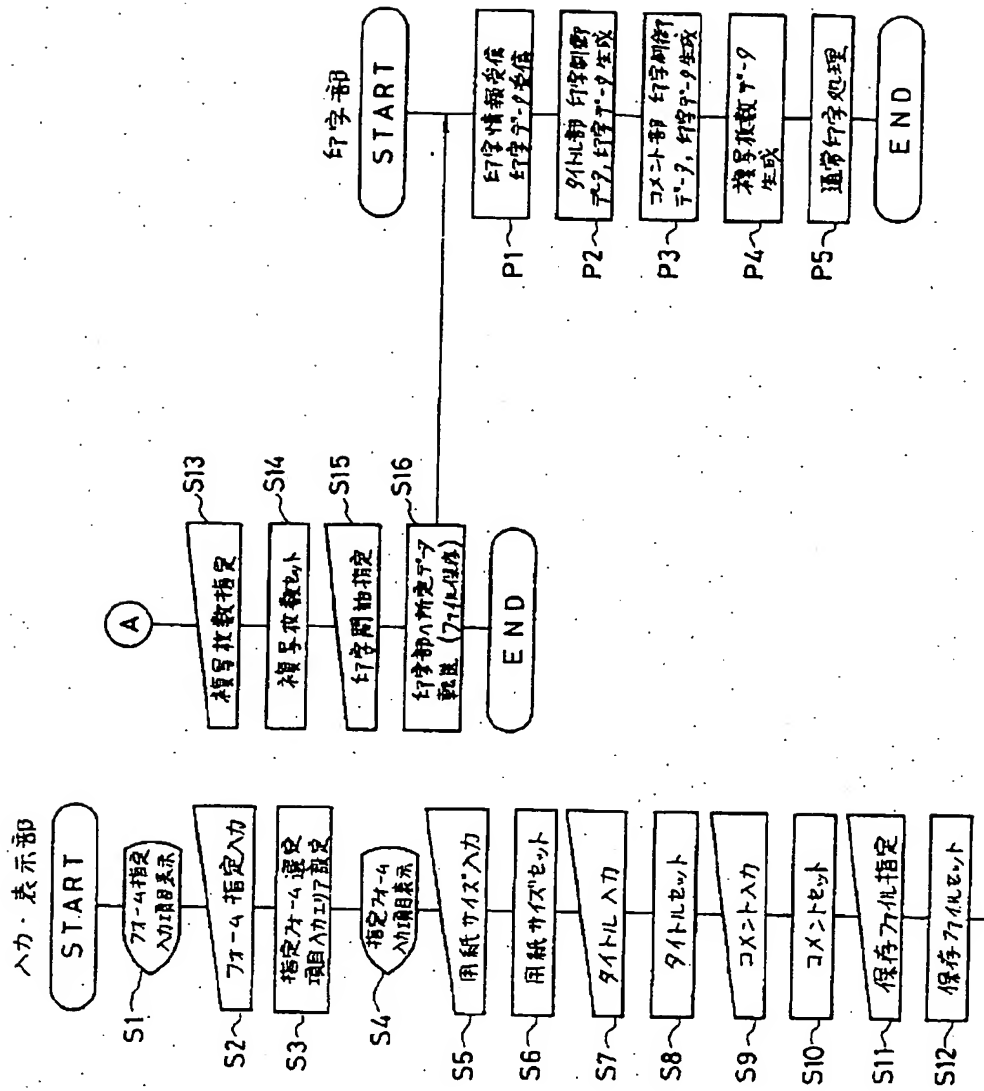 入力・表示部
START
S1
フォーム指定
入力項目表示
S2
フォーム指定入力
S3
指定フォーム選定
項目入力エリア設定
S4
指定フォーム
入力項目表示
S5
用紙サイズ入力
S6
用紙サイズセット
S7
タイトル入力
S8
タイトルセット
S9
コメント入力
S10
コメントセット
S11
保存ファイル指定
S12
保存ファイルセット
A
複写枚数指定
S13
複写枚数セット
S14
印字開始指定
S15
印字部へ所定データ
転送(ファイル保存)
S16
END
印字部
START
P1
印字情報受信
印字データ受信
P2
タイトル部 印字制御
データ,印字データ生成
P3
コメント部 印字制御
データ,印字データ生成
P4
複写枚数データ
生成
P5
通常印字処理
END